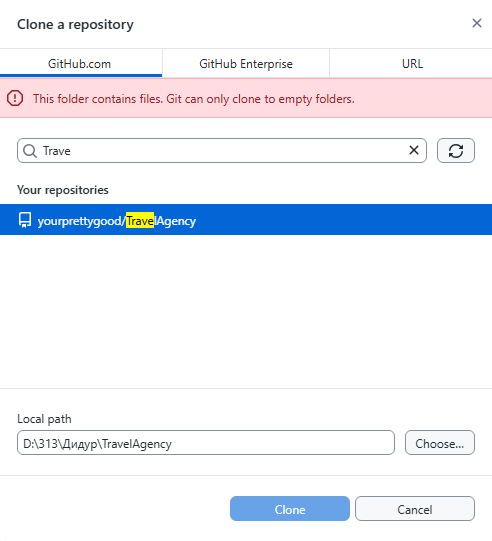 Clone a repository
GitHub.com
GitHub Enterprise
URL
This folder contains files. Git can only clone to empty folders.
Trave
Your repositories
yourprettygood/TravelAgency
Local path
D:\313\Дидур\TravelAgency
Choose...
Clone
Cancel